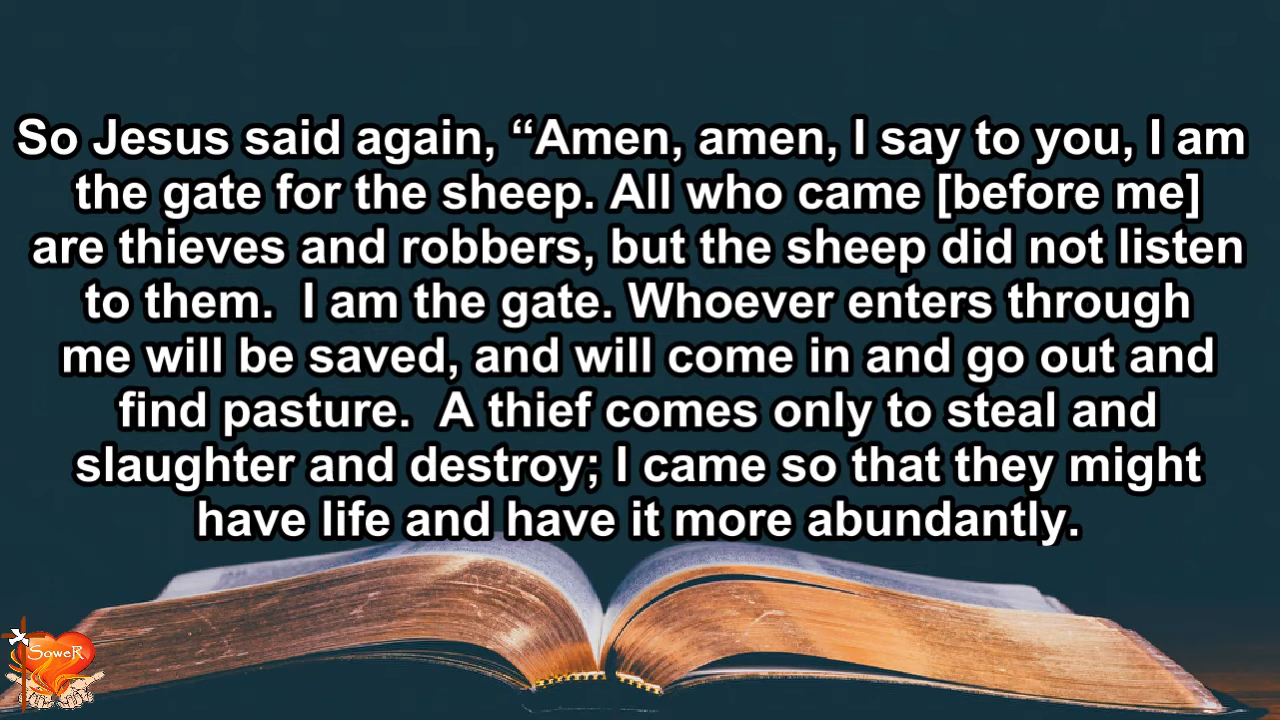 So Jesus said again, “Amen, amen, I say to you, I am
the gate for the sheep. All who came [before me]
are thieves and robbers, but the sheep did not listen
to them.  I am the gate. Whoever enters through
me will be saved, and will come in and go out and
find pasture.  A thief comes only to steal and
slaughter and destroy; I came so that they might
have life and have it more abundantly.
SoweR